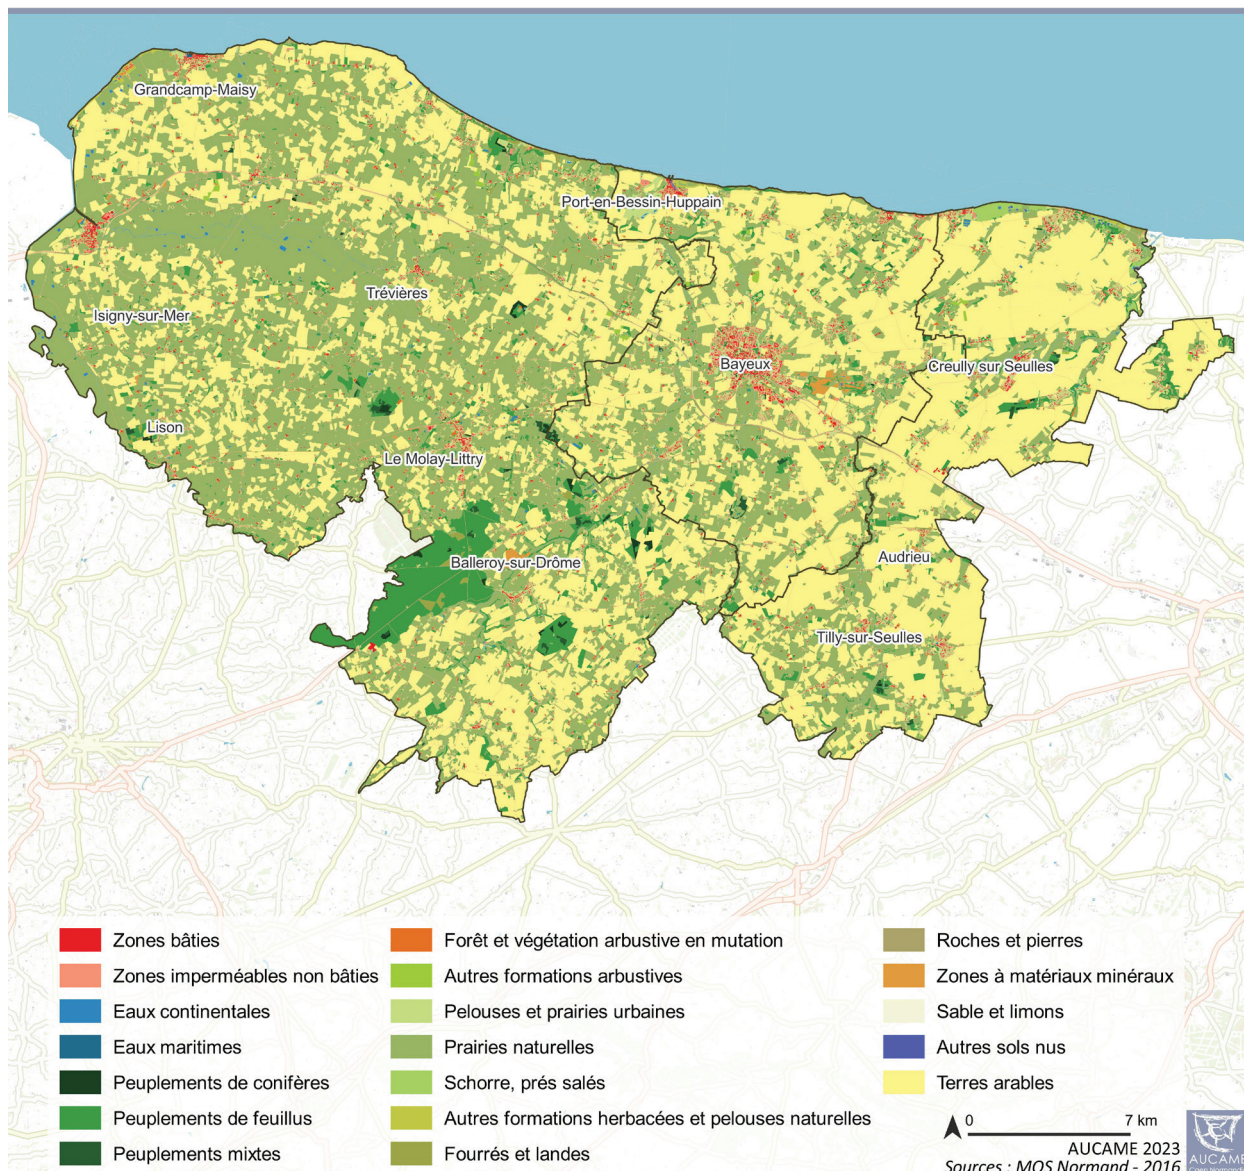 Grandcamp-Maisy
Port-en-Bessin-Huppain
Trévières
Isigny-sur-Mer
Bayeux
Creully sur Seulles
Lison
Le Molay-Littry
Balleroy-sur-Drôme
Audrieu
Tilly-sur-Seulles
Zones bâties
Zones imperméables non bâties
Eaux continentales
Eaux maritimes
Peuplements de conifères
Peuplements de feuillus
Peuplements mixtes
Forêt et végétation arbustive en mutation
Autres formations arbustives
Pelouses et prairies urbaines
Prairies naturelles
Schorre, prés salés
Autres formations herbacées et pelouses naturelles
Fourrés et landes
Roches et pierres
Zones à matériaux minéraux
Sable et limons
Autres sols nus
Terres arables
0 7 km
AUCAME 2023
Sources : MOS Normand - 2016
AUCAME
Caen Normandie